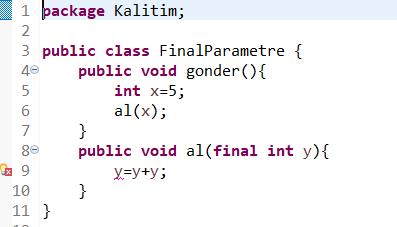 1 package Kalitim;
2
3 public class FinalParametre {
4 public void gonder(){
5 int x=5;
6 al(x);
7 }
8 public void al(final int y){
9 y=y+y;
10 }
11 }